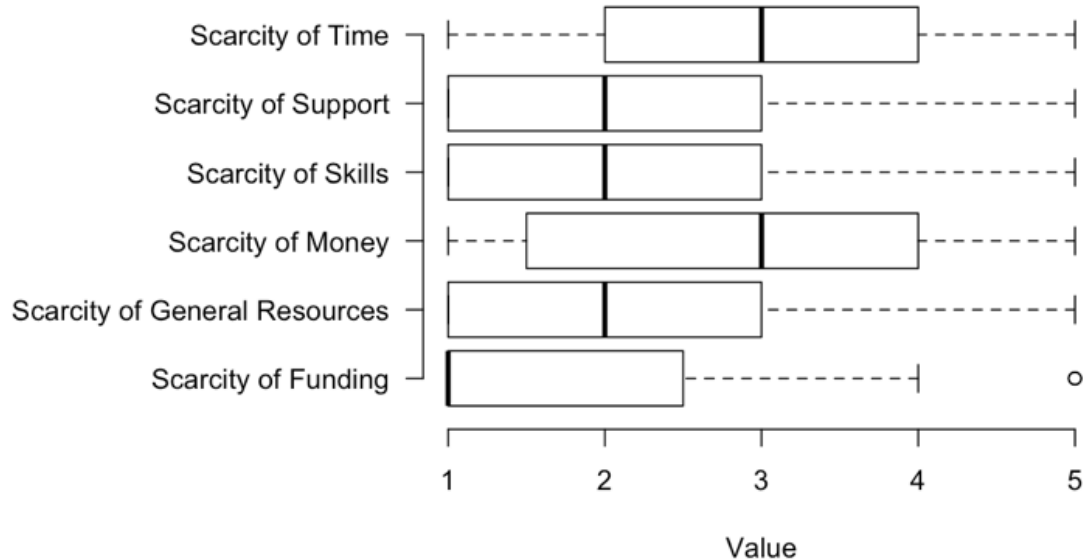 Scarcity of Time
Scarcity of Support
Scarcity of Skills
Scarcity of Money
Scarcity of General Resources
Scarcity of Funding
1 2 3 4 5
Value